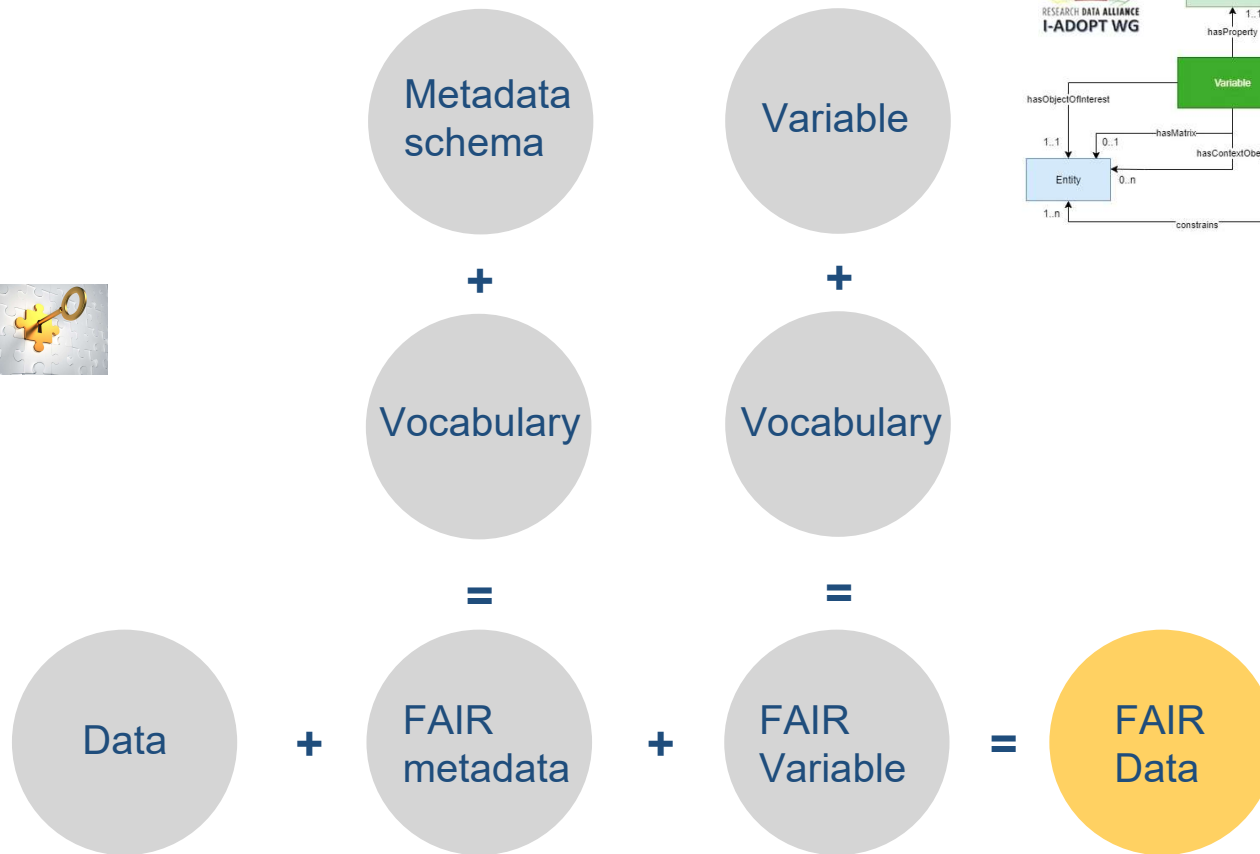 Metadata
schema
Variable
RESEARCH DATA ALLIANCE
I-ADOPT WG
1..1
hasProperty
Variable
hasObjectOfInterest
1..1
0..1
hasMatrix
Entity
0..n
1..n
constrains
+
+
Vocabulary
Vocabulary
=
=
Data
+
FAIR
metadata
+
FAIR
Variable
=
FAIR
Data